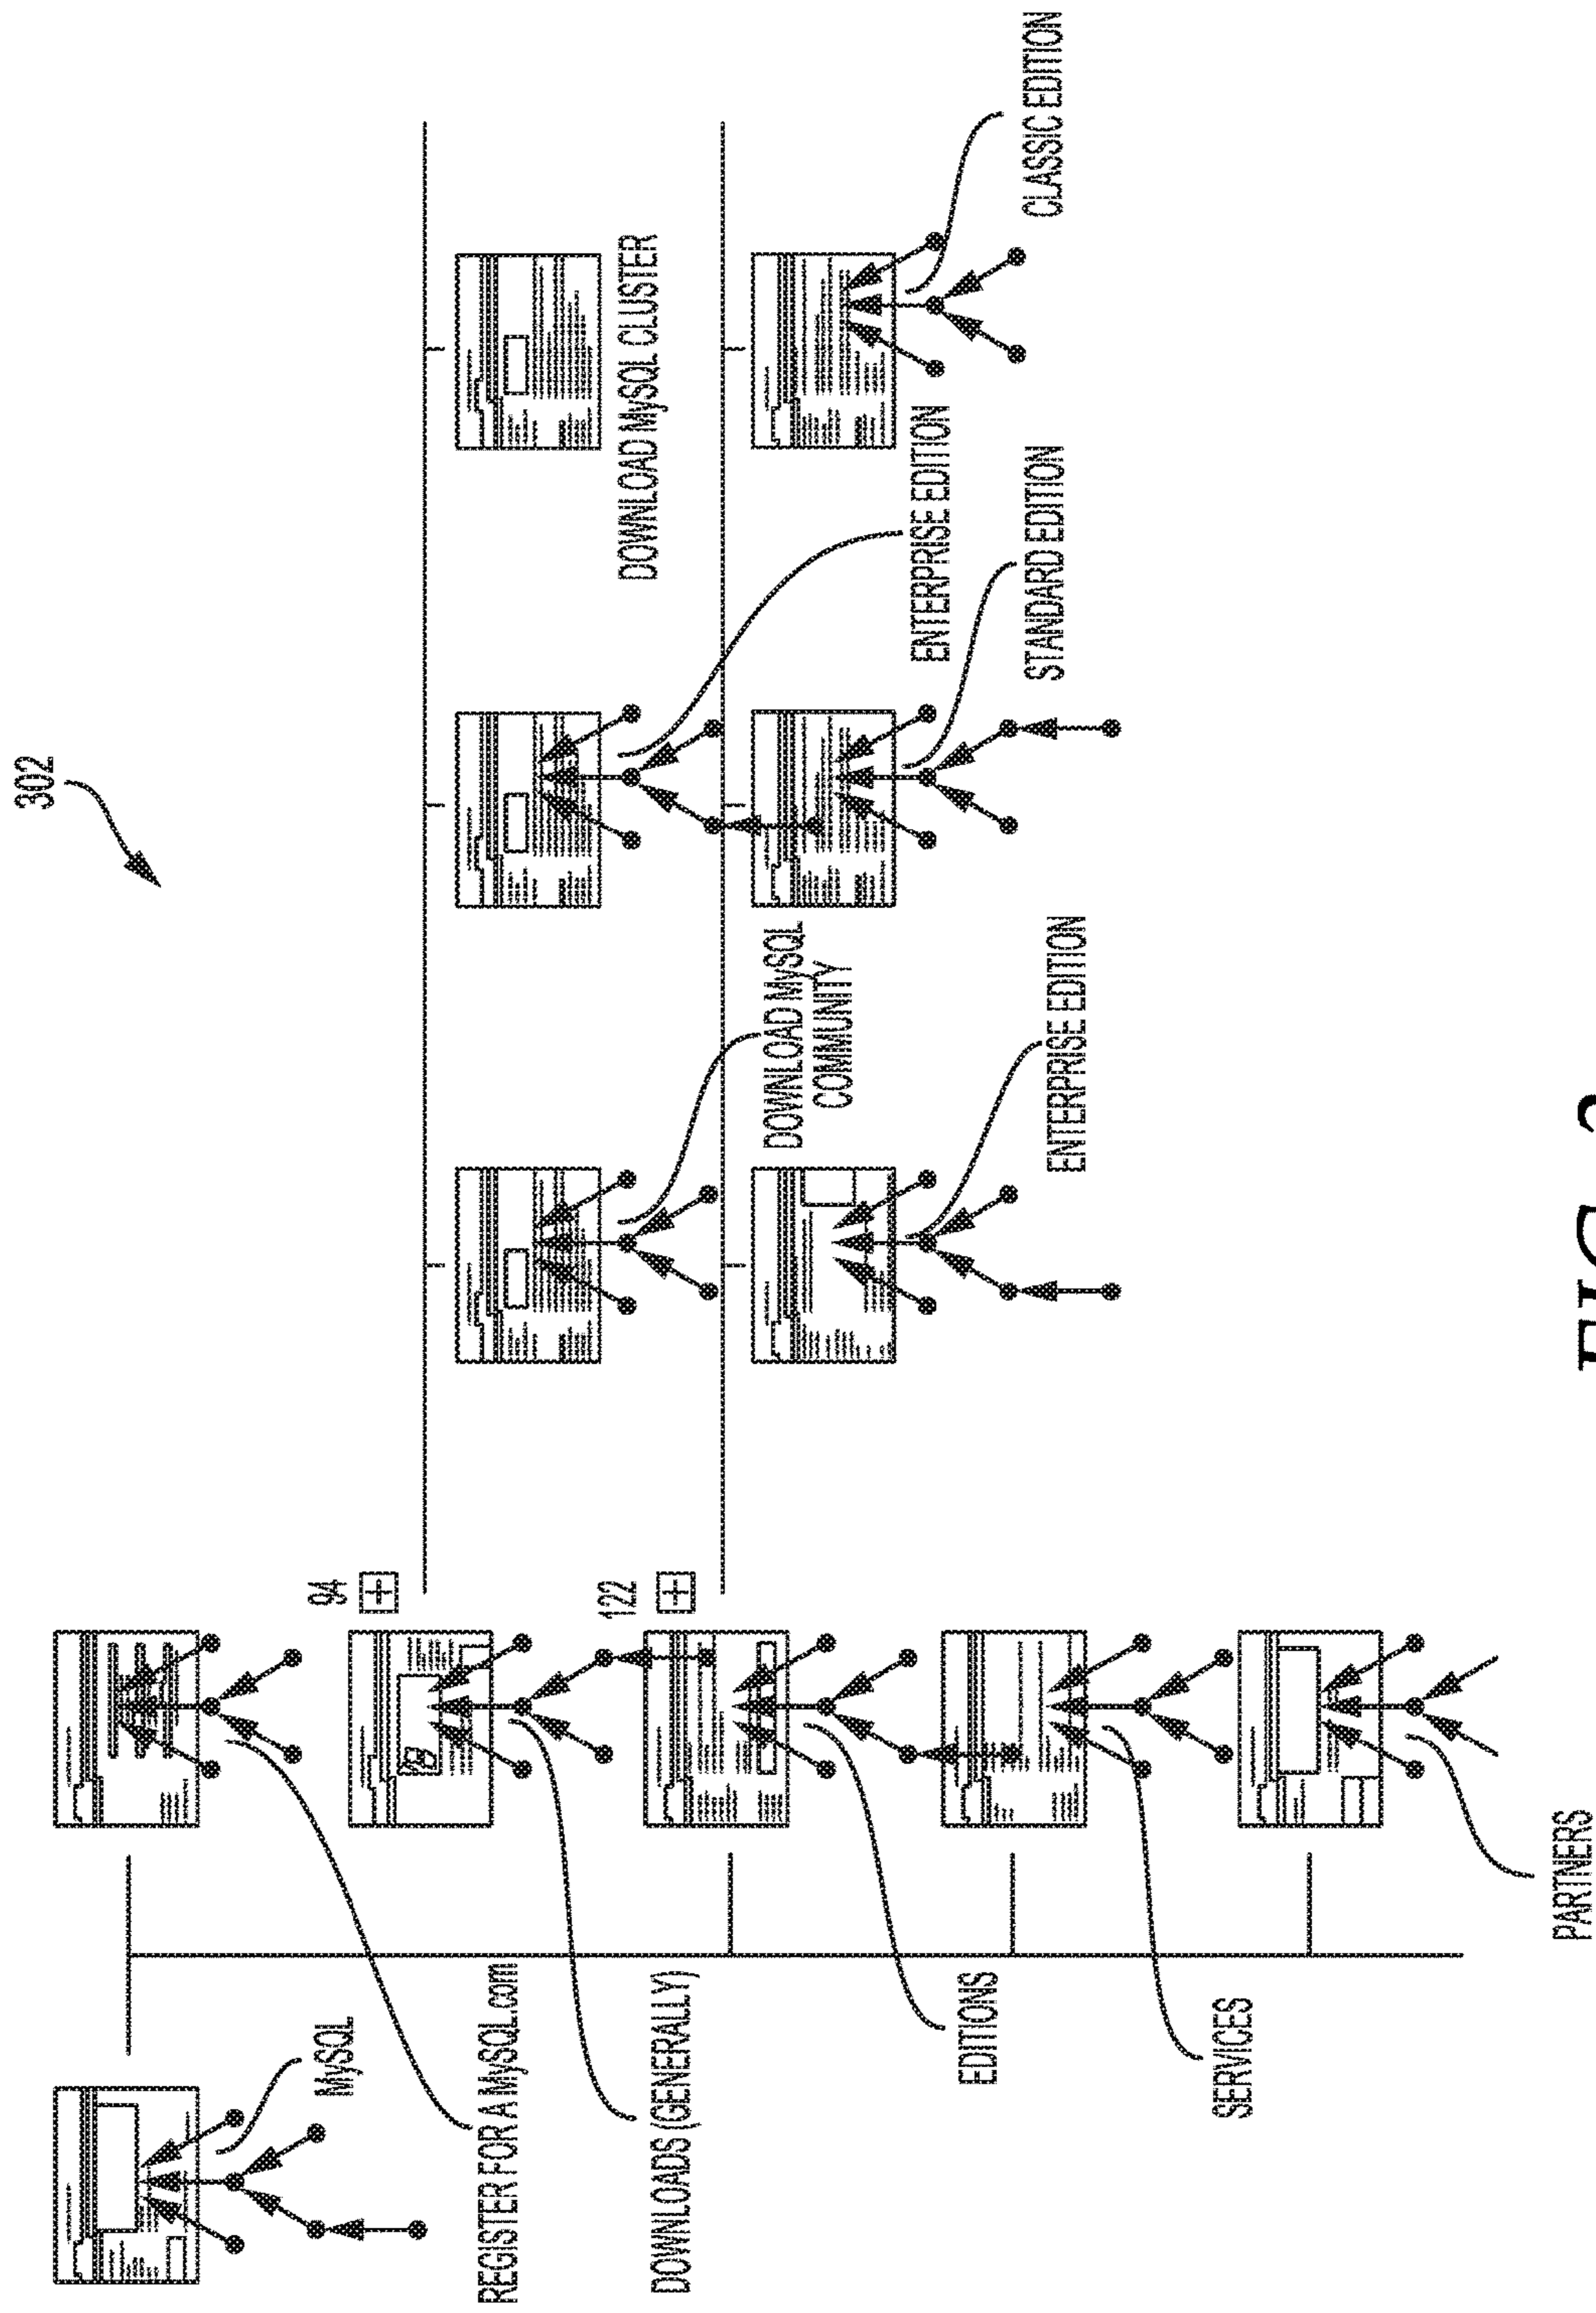 302
MySQL
94
REGISTER FOR A MySQL.com
DOWNLOAD MySQL CLUSTER
122
DOWNLOADS (GENERALLY)
DOWNLOAD MySQL
COMMUNITY
ENTERPRISE EDITION
EDITIONS
STANDARD EDITION
CLASSIC EDITION
ENTERPRISE EDITION
SERVICES
PARTNERS
FIG.